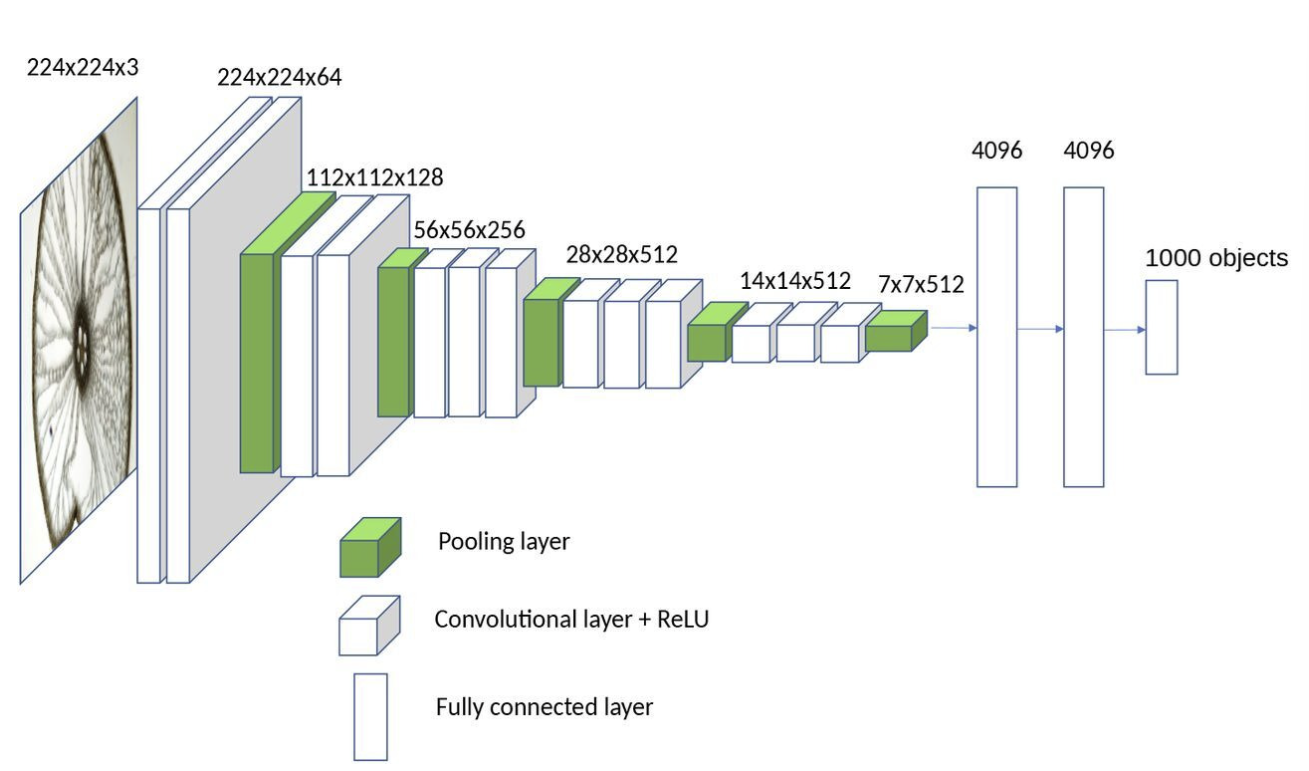 224x224x3
224x224x64
112x112x128
56x56x256
28x28x512
14x14x512
7x7x512
4096
4096
1000 objects
Pooling layer
Convolutional layer + ReLU
Fully connected layer